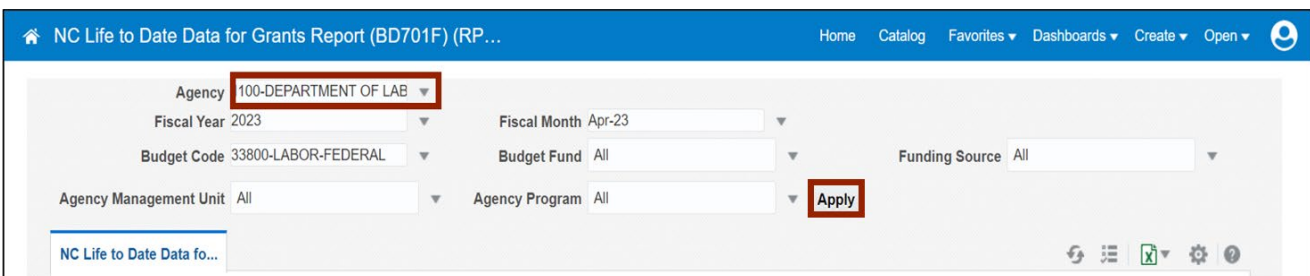 NC Life to Date Data for Grants Report (BD701F) (RP... Home Catalog Favorites Dashboards Create Open
Agency 100-DEPARTMENT OF LAB
Fiscal Year 2023 Fiscal Month Apr-23
Budget Code 33800-LABOR-FEDERAL Budget Fund All Funding Source All
Agency Management Unit All Agency Program All Apply
NC Life to Date Data fo...